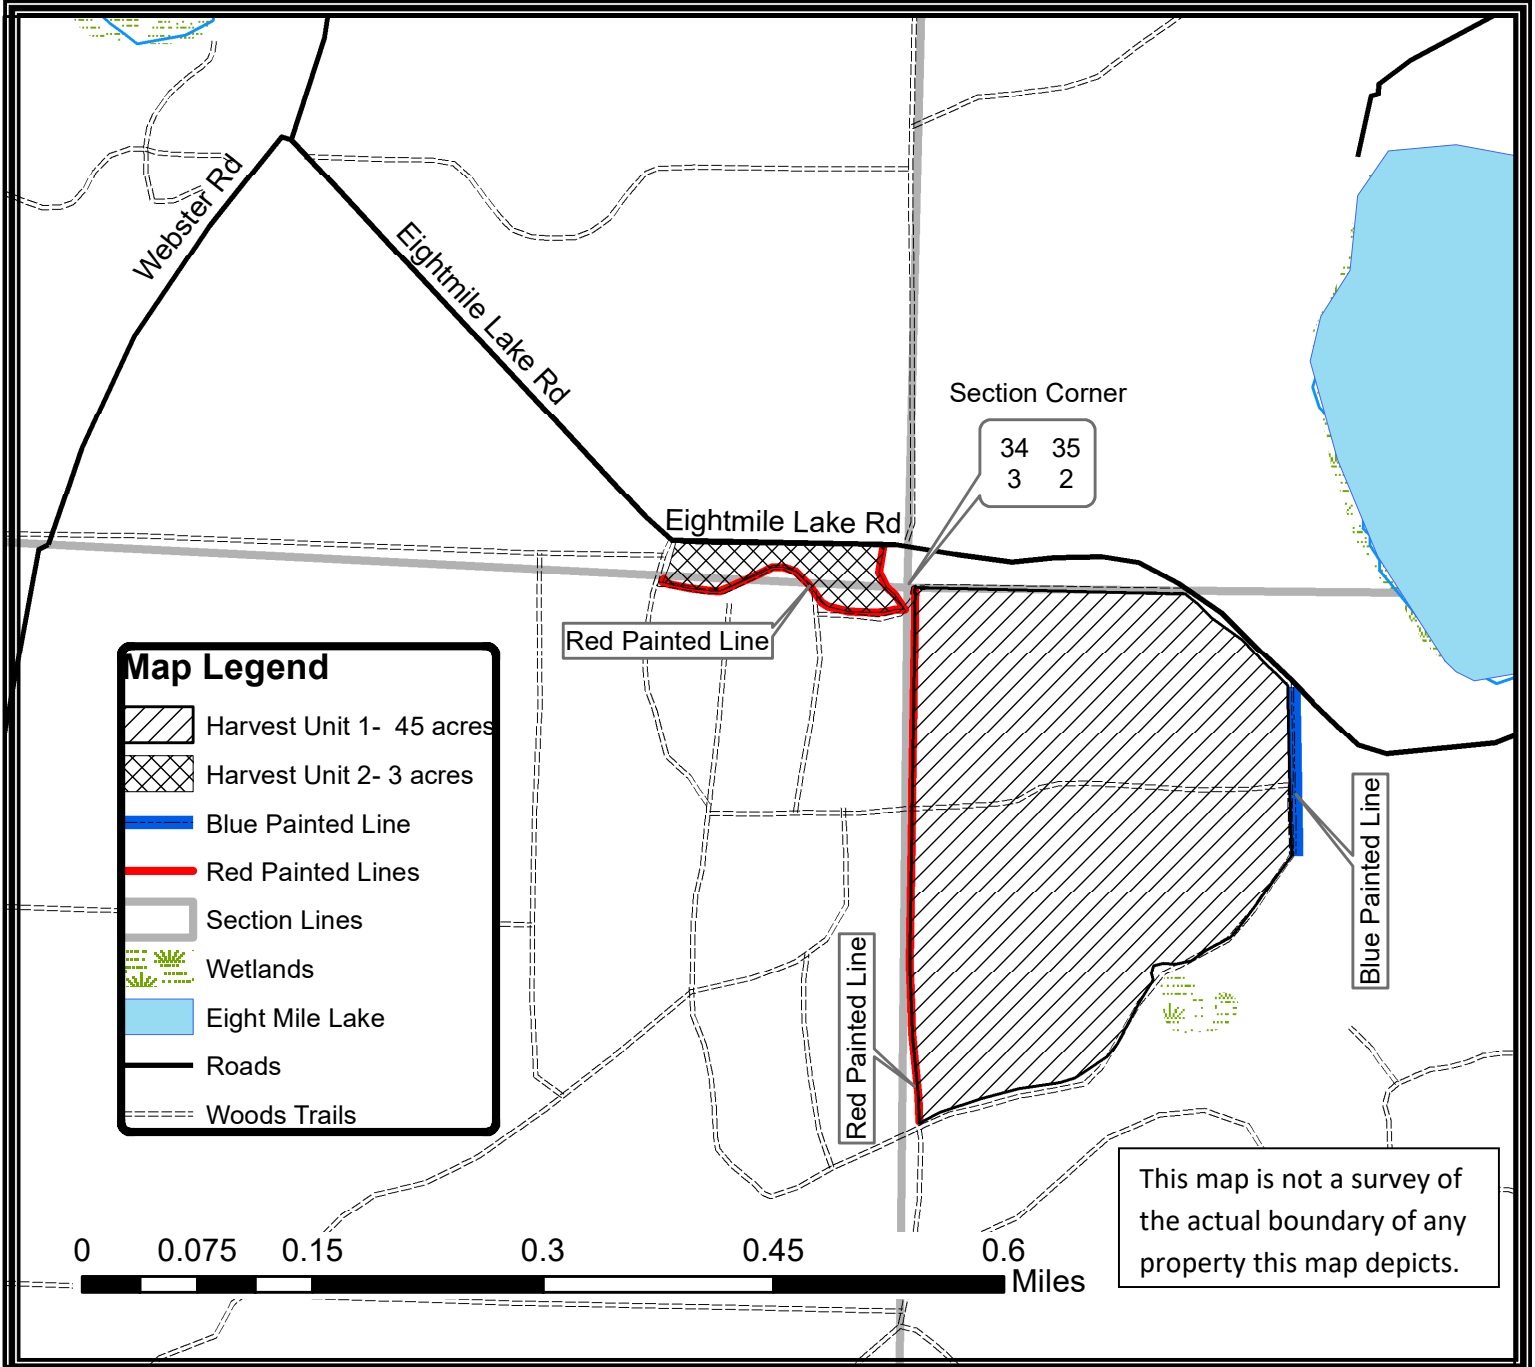 Webster Rd
Eightmile Lake Rd
Section Corner
34 35
3 2
Eightmile Lake Rd
Red Painted Line
Map Legend
Harvest Unit 1- 45 acres
Harvest Unit 2- 3 acres
Blue Painted Line
Red Painted Lines
Section Lines
Wetlands
Eight Mile Lake
Roads
Woods Trails
Blue Painted Line
Red Painted Line
This map is not a survey of
the actual boundary of any
property this map depicts.
0 0.075 0.15 0.3 0.45 0.6
Miles